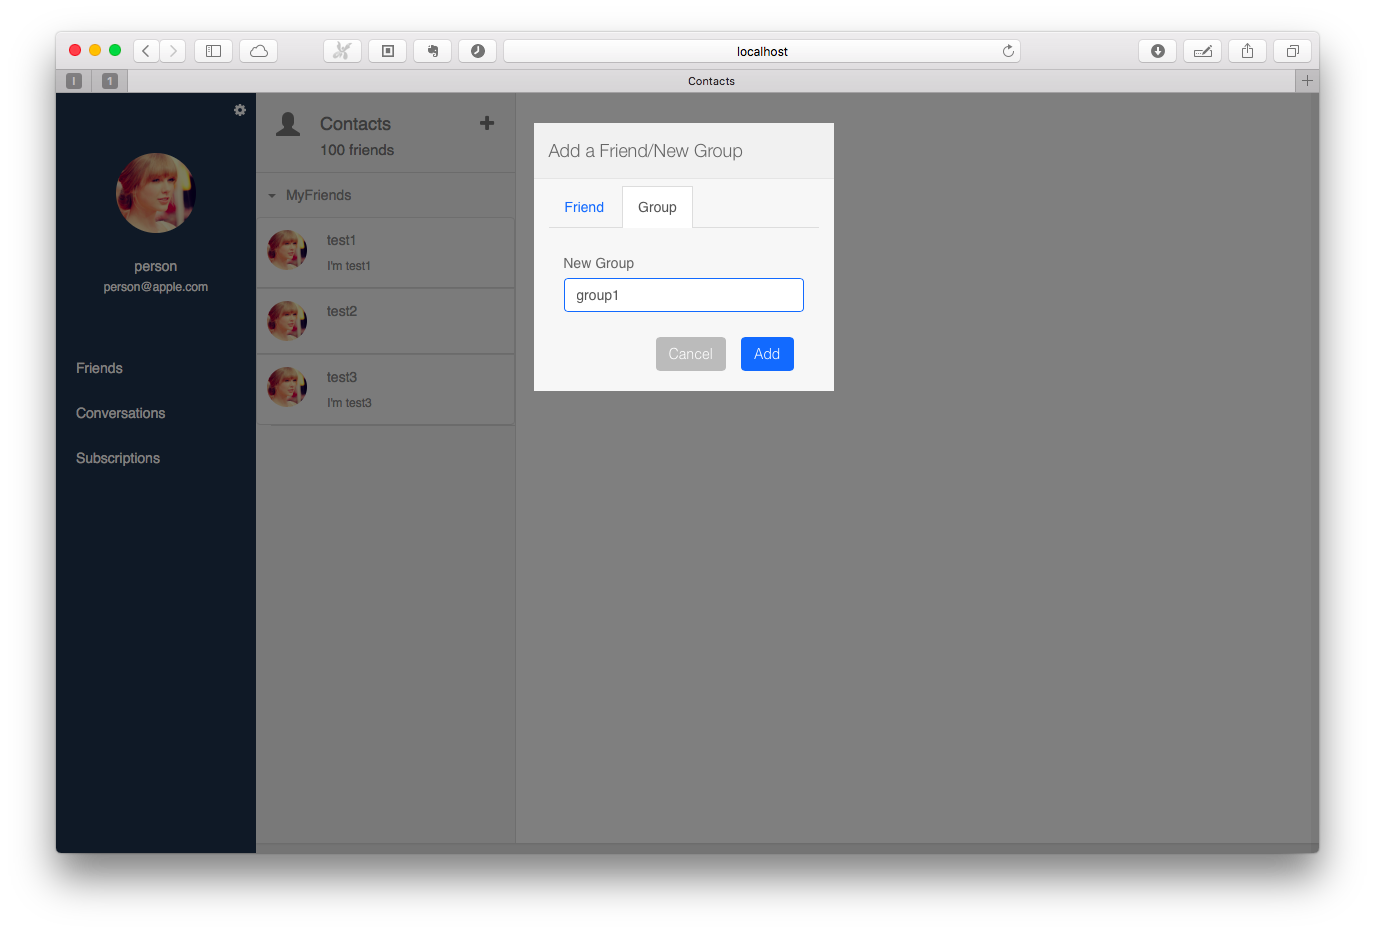 localhost
I
1
Contacts
person
person@apple.com
Friends
Conversations
Subscriptions
Contacts
100 friends
MyFriends
test1
I'm test1
test2
test3
I'm test3
Add a Friend/New Group
Friend
Group
New Group
group1
Cancel
Add